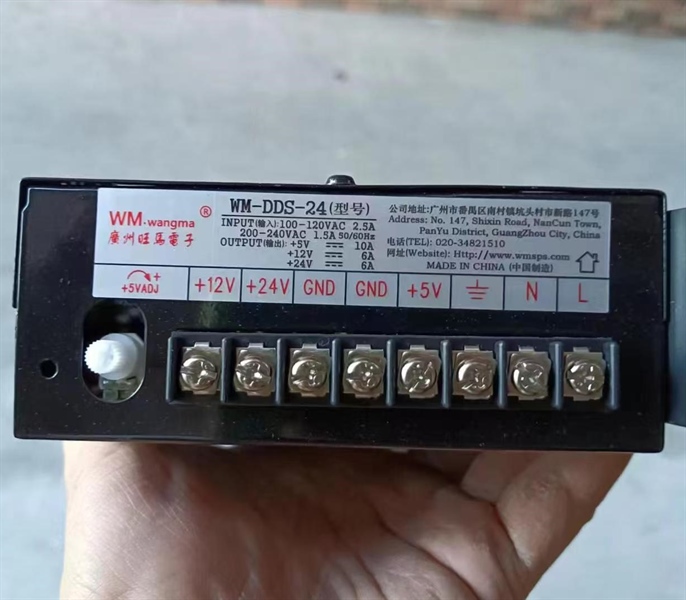 WM.wangma ®
廣州旺馬電子
WM-DDS-24(型号)
INPUT(输入):100-120VAC 2.5A
200-240VAC 1.5A 50/60Hz
OUTPUT(输出): +5V 10A
+12V 6A
+24V 6A
公司地址:广州市番禺区南村镇坑头村市新路147号
Address: No. 147, Shixin Road, NanCun Town,
PanYu District, GuangZhou City, China
电话(TEL): 020-34821510
网址(Website): Http://www.wmsps.com
MADE IN CHINA (中国制造)
- +
+5VADJ
+12V +24V GND GND +5V N L